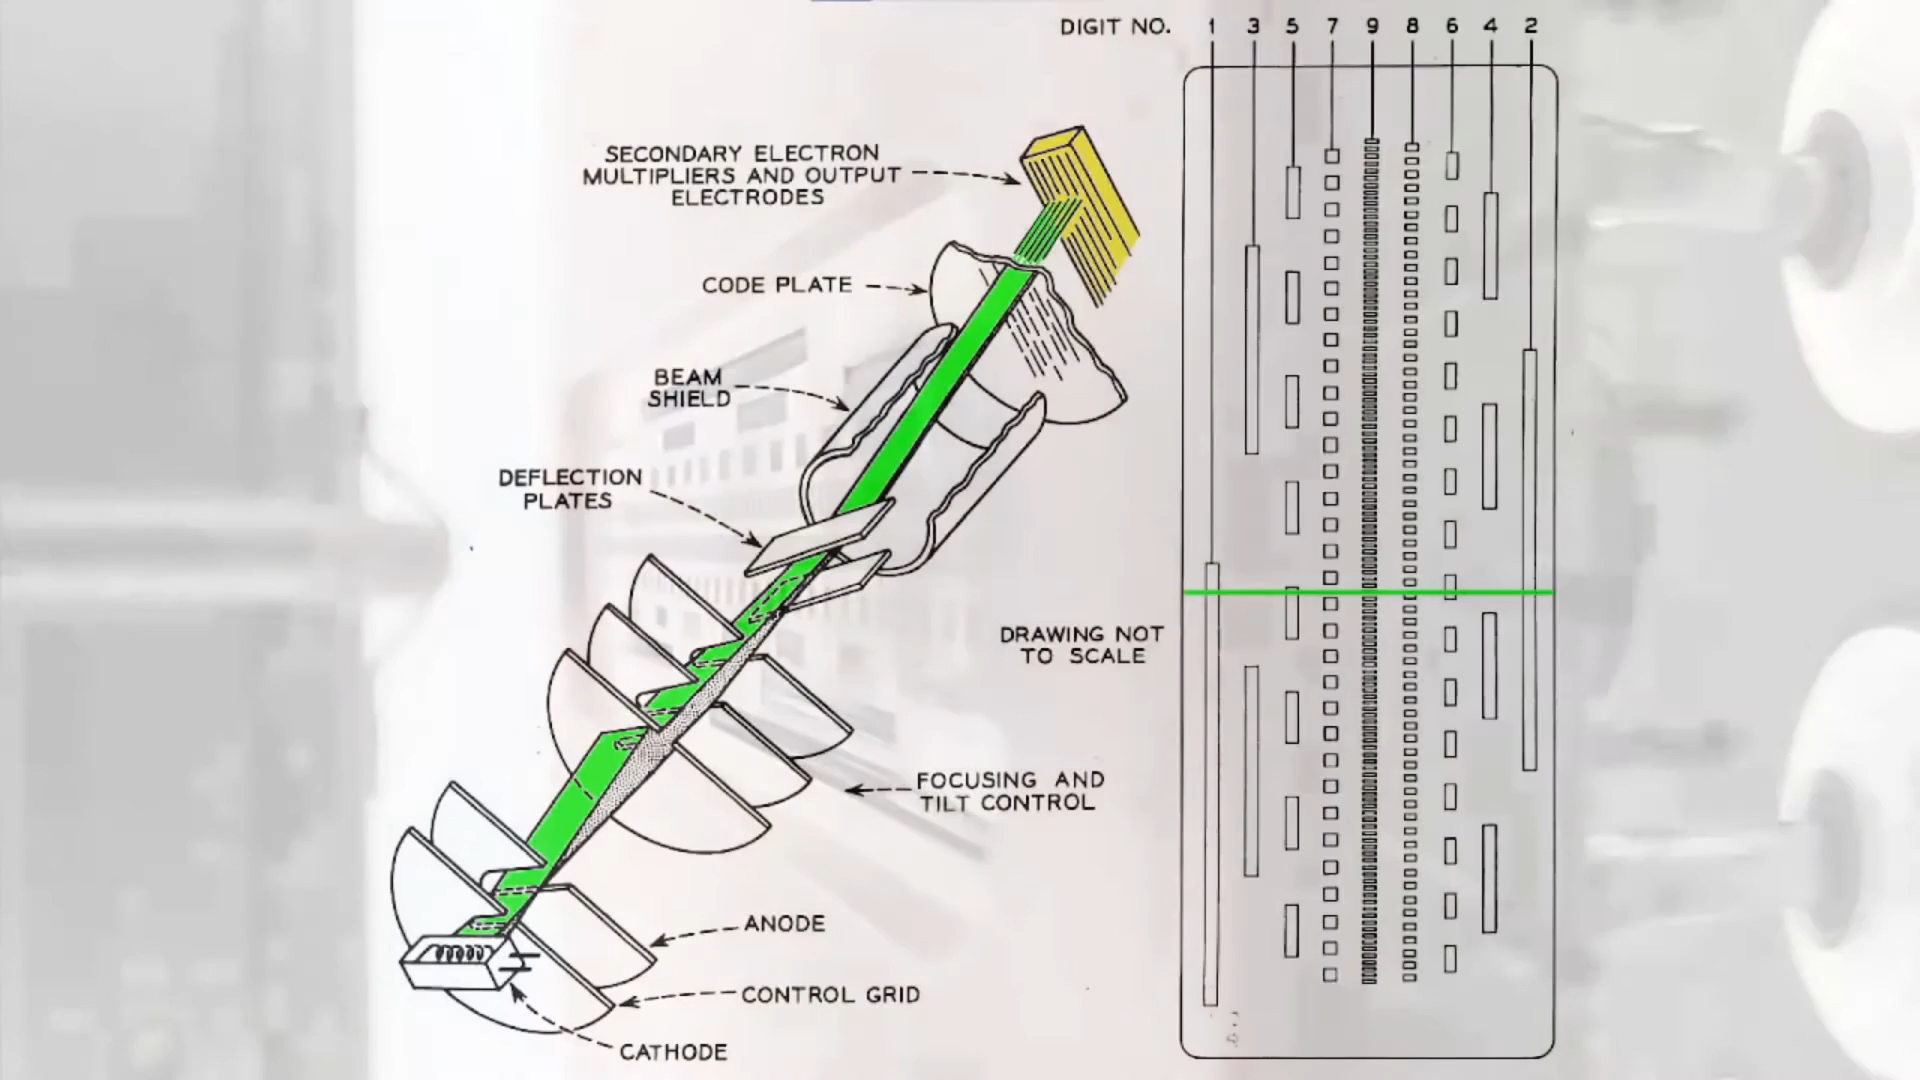 DIGIT NO. 1 3 5 7 9 8 6 4 2
SECONDARY ELECTRON
MULTIPLIERS AND OUTPUT
ELECTRODES
CODE PLATE
BEAM
SHIELD
DEFLECTION
PLATES
DRAWING NOT
TO SCALE
FOCUSING AND
TILT CONTROL
ANODE
CONTROL GRID
CATHODE